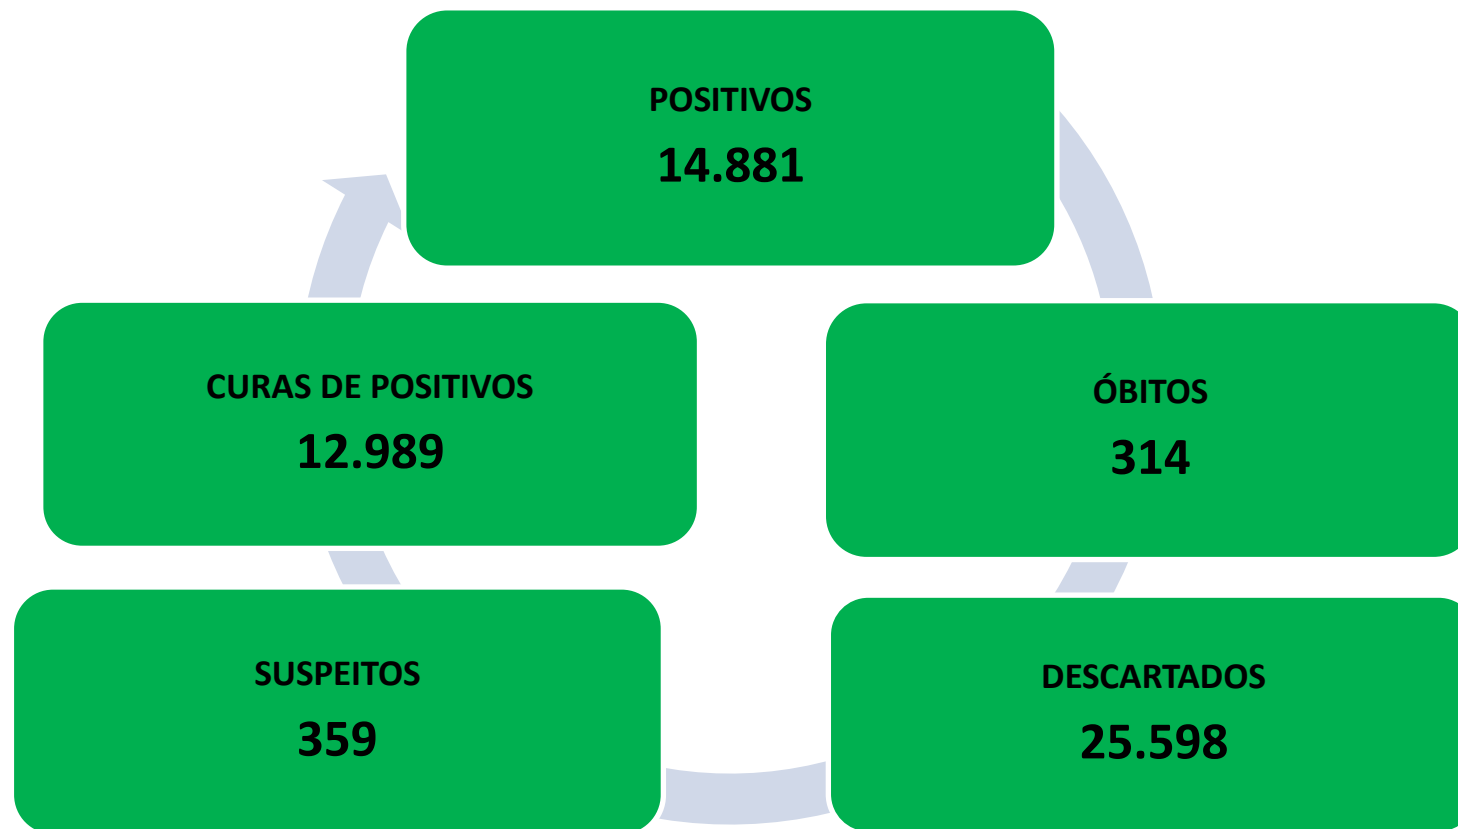 POSITIVOS
14.881
CURAS DE POSITIVOS
12.989
ÓBITOS
314
SUSPEITOS
359
DESCARTADOS
25.598